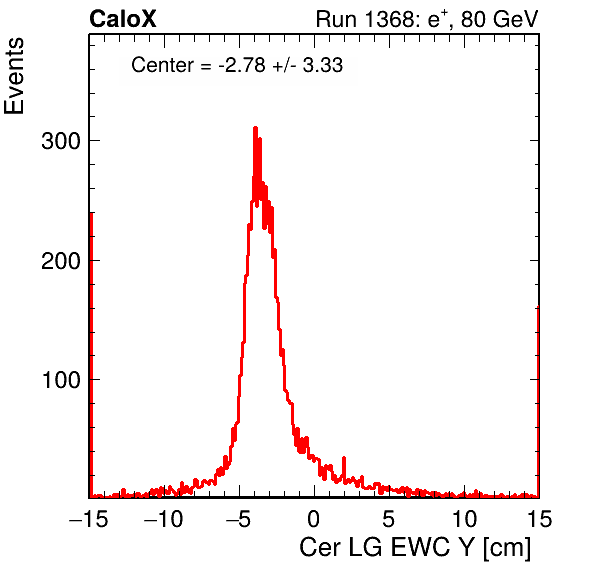 CaloX Run 1368: e+, 80 GeV
Center = -2.78 +/- 3.33
Events
300
200
100
−15 −10 −5 0 5 10 15
Cer LG EWC Y [cm]